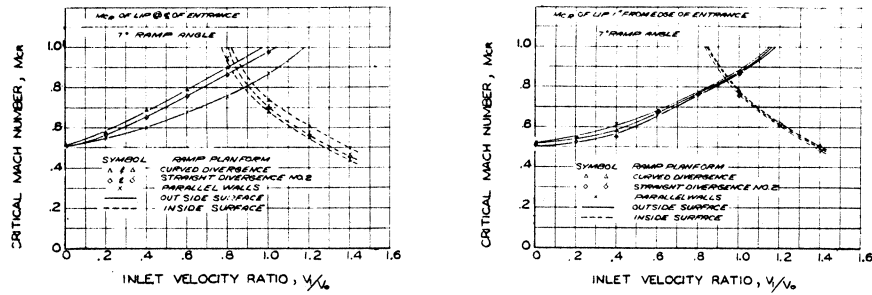 MCR OF LIP @ ℄ OF ENTRANCE
7° RAMP ANGLE
CRITICAL MACH NUMBER, MCR
1.0
.8
.6
.4
.2
0
SYMBOL RAMP PLANFORM
CURVED DIVERGENCE
STRAIGHT DIVERGENCE NO.2
PARALLEL WALLS
OUTSIDE SURFACE
INSIDE SURFACE
0 .2 .4 .6 .8 1.0 1.2 1.4 1.6
INLET VELOCITY RATIO, V₁/V₀
MCR OF LIP 1" FROM EDGE OF ENTRANCE
7° RAMP ANGLE
CRITICAL MACH NUMBER, MCR
1.0
.8
.6
.4
.2
0
SYMBOL RAMP PLANFORM
CURVED DIVERGENCE
STRAIGHT DIVERGENCE NO.2
PARALLEL WALLS
OUTSIDE SURFACE
INSIDE SURFACE
0 .2 .4 .6 .8 1.0 1.2 1.4 1.6
INLET VELOCITY RATIO, V₁/V₀